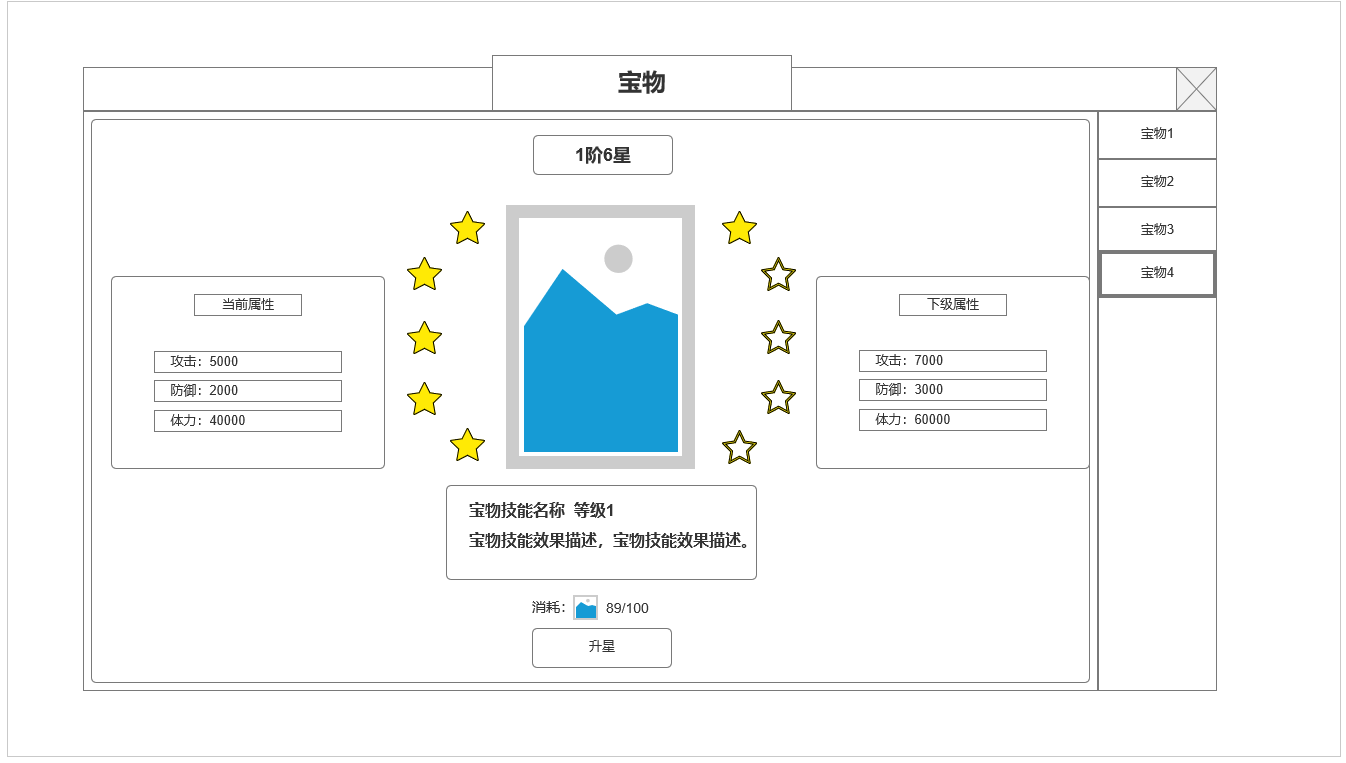 宝物
1阶6星
宝物1
宝物2
宝物3
宝物4
当前属性
攻击：5000
防御：2000
体力：40000
下级属性
攻击：7000
防御：3000
体力：60000
宝物技能名称 等级1
宝物技能效果描述，宝物技能效果描述。
消耗： 89/100
升星